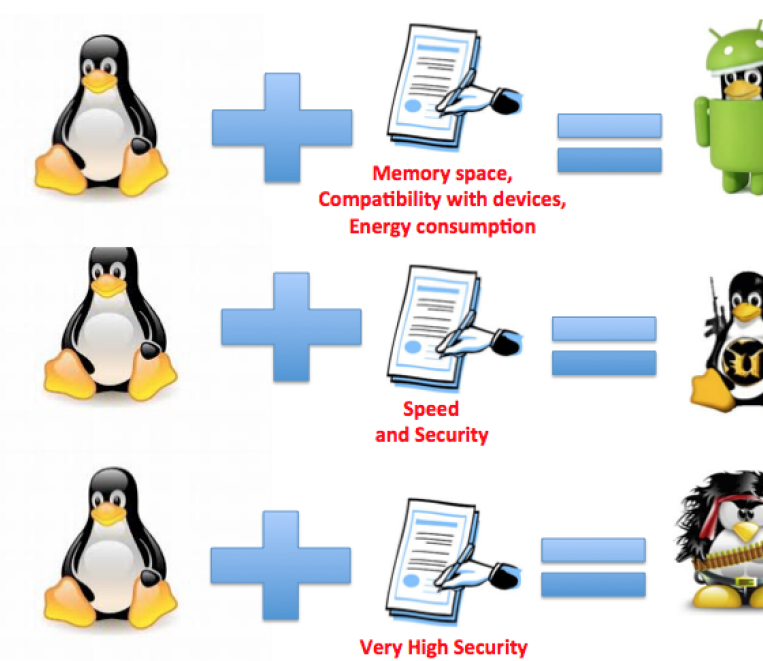 Memory space,
Compatibility with devices,
Energy consumption
Speed
and Security
Very High Security